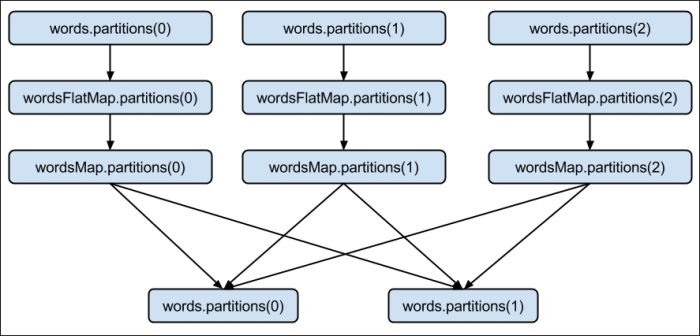 words.partitions(0)
words.partitions(1)
words.partitions(2)
wordsFlatMap.partitions(0)
wordsFlatMap.partitions(1)
wordsFlatMap.partitions(2)
wordsMap.partitions(0)
wordsMap.partitions(1)
wordsMap.partitions(2)
words.partitions(0)
words.partitions(1)